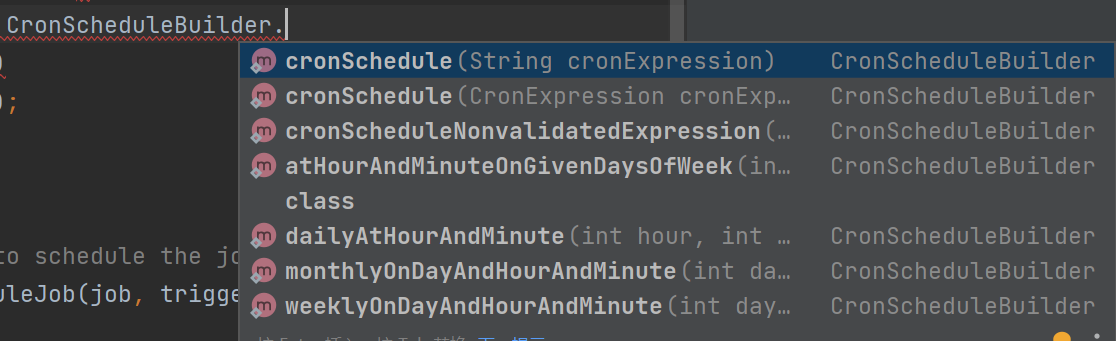 CronScheduleBuilder.
)
);
cronSchedule(String cronExpression) CronScheduleBuilder
cronSchedule(CronExpression cronExp… CronScheduleBuilder
cronScheduleNonvalidatedExpression(… CronScheduleBuilder
atHourAndMinuteOnGivenDaysOfWeek(in… CronScheduleBuilder
class
dailyAtHourAndMinute(int hour, int … CronScheduleBuilder
to schedule the jo
monthlyOnDayAndHourAndMinute(int da… CronScheduleBuilder
uleJob(job, trigge
weeklyOnDayAndHourAndMinute(int day… CronScheduleBuilder